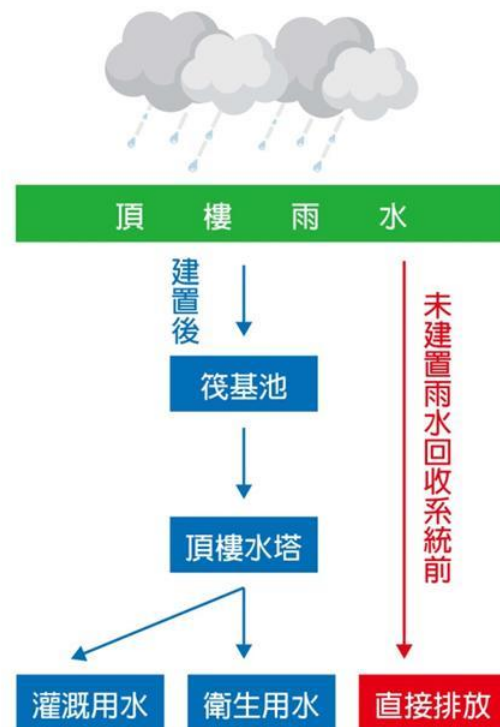 頂樓雨水
建置後
未建置雨水回收系統前
筏基池
頂樓水塔
灌溉用水
衛生用水
直接排放